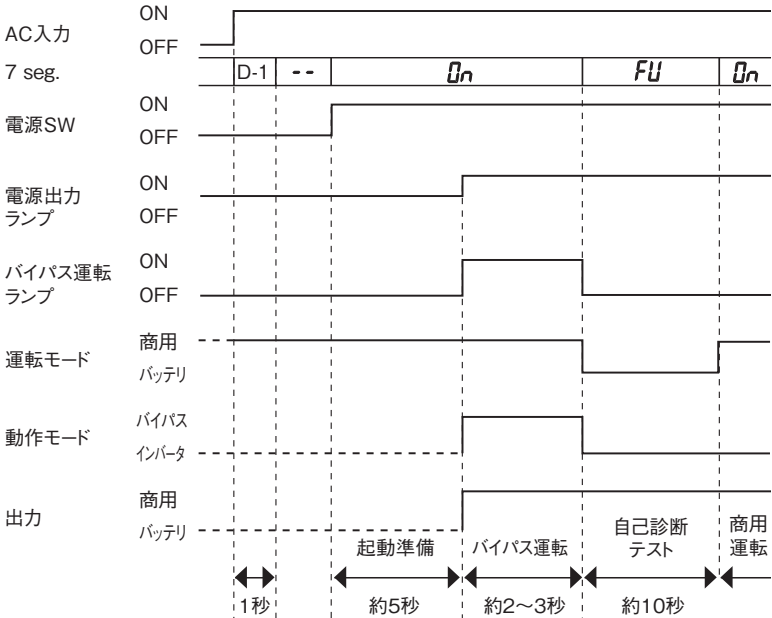 AC入力
ON
OFF
7 seg.
D-1
--
On
FU
On
電源SW
ON
OFF
電源出力
ランプ
ON
OFF
バイパス運転
ランプ
ON
OFF
運転モード
商用
バッテリ
動作モード
バイパス
インバータ
出力
商用
バッテリ
起動準備
バイパス運転
自己診断
テスト
商用
運転
1秒
約5秒
約2～3秒
約10秒